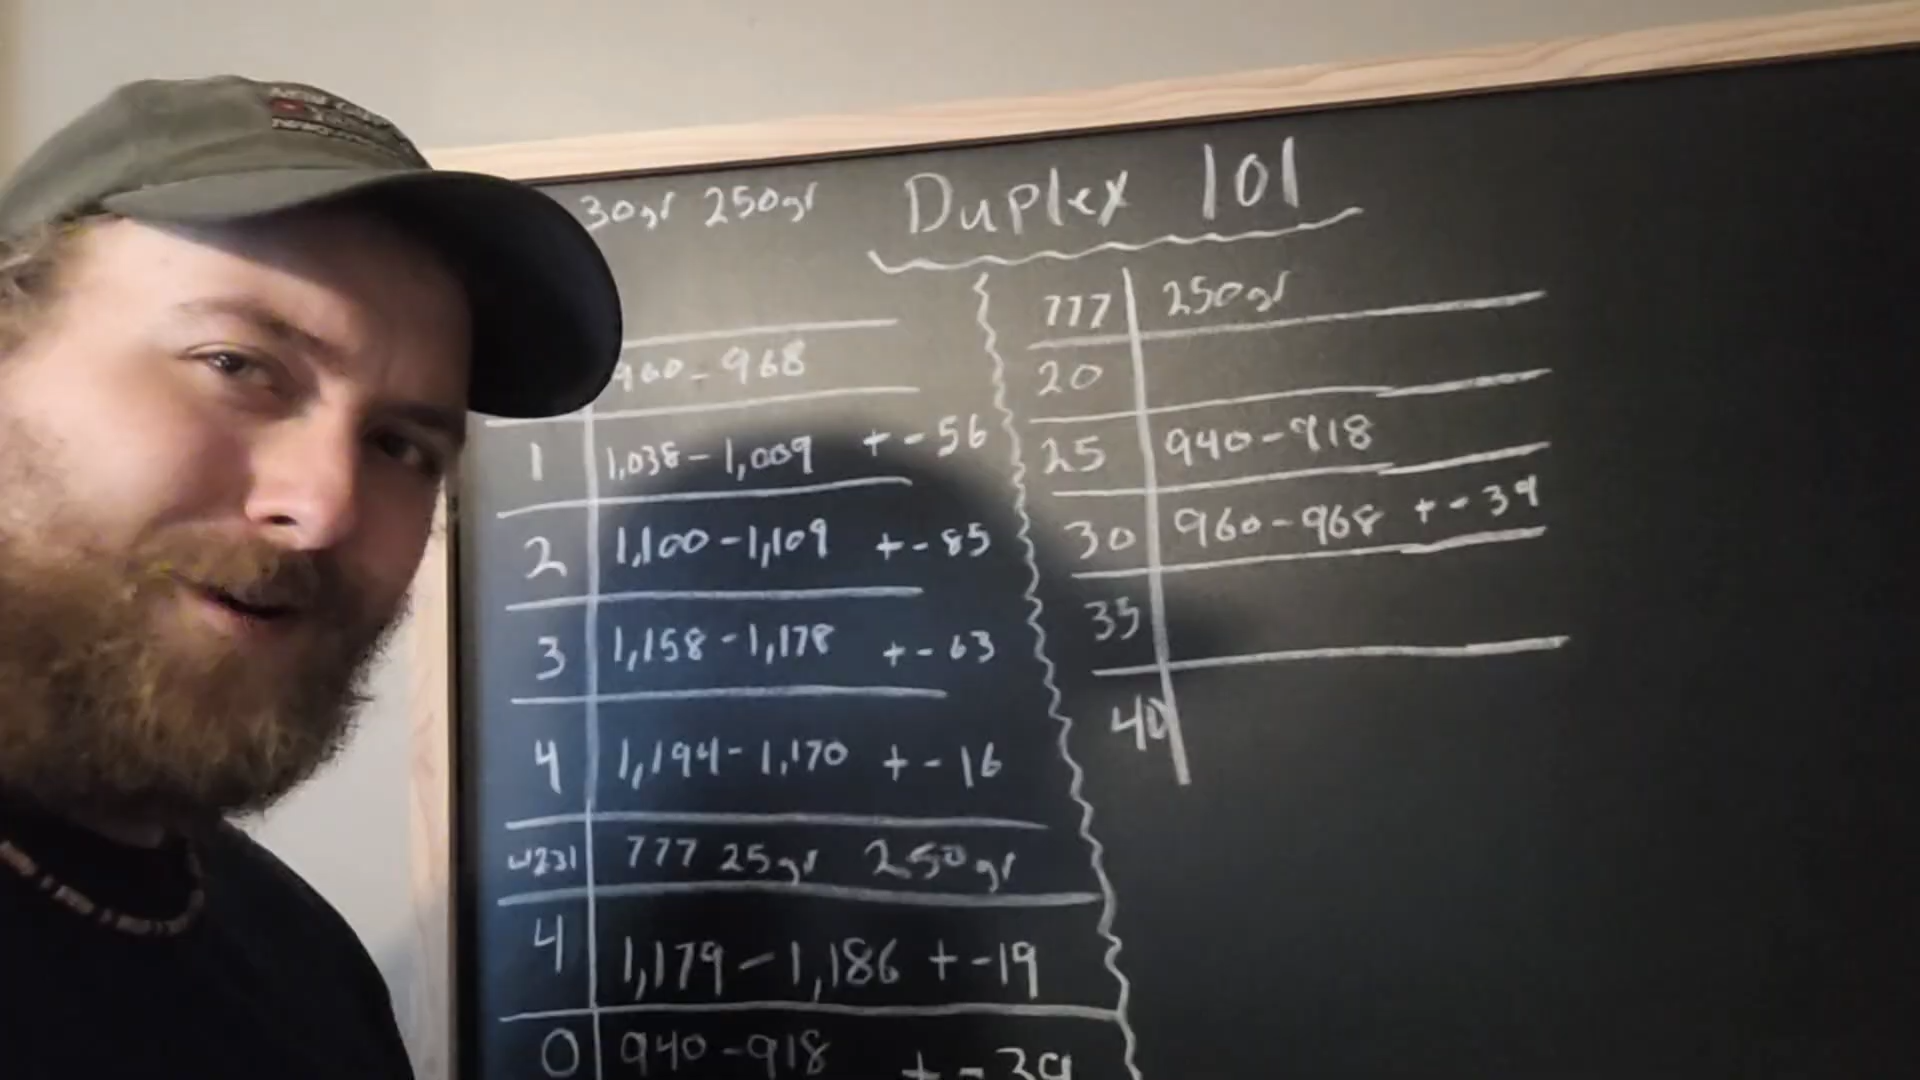 30gr 250gr
Duplex 101
960-968
1 1,038-1,009 +-56
2 1,100-1,109 +-85
3 1,158-1,178 +-63
4 1,194-1,170 +-16
W231 777 25gr 250gr
4 1,179-1,186 +-19
0 940-918 +-39
777 250gr
20
25 940-918
30 960-968 +-39
35
40